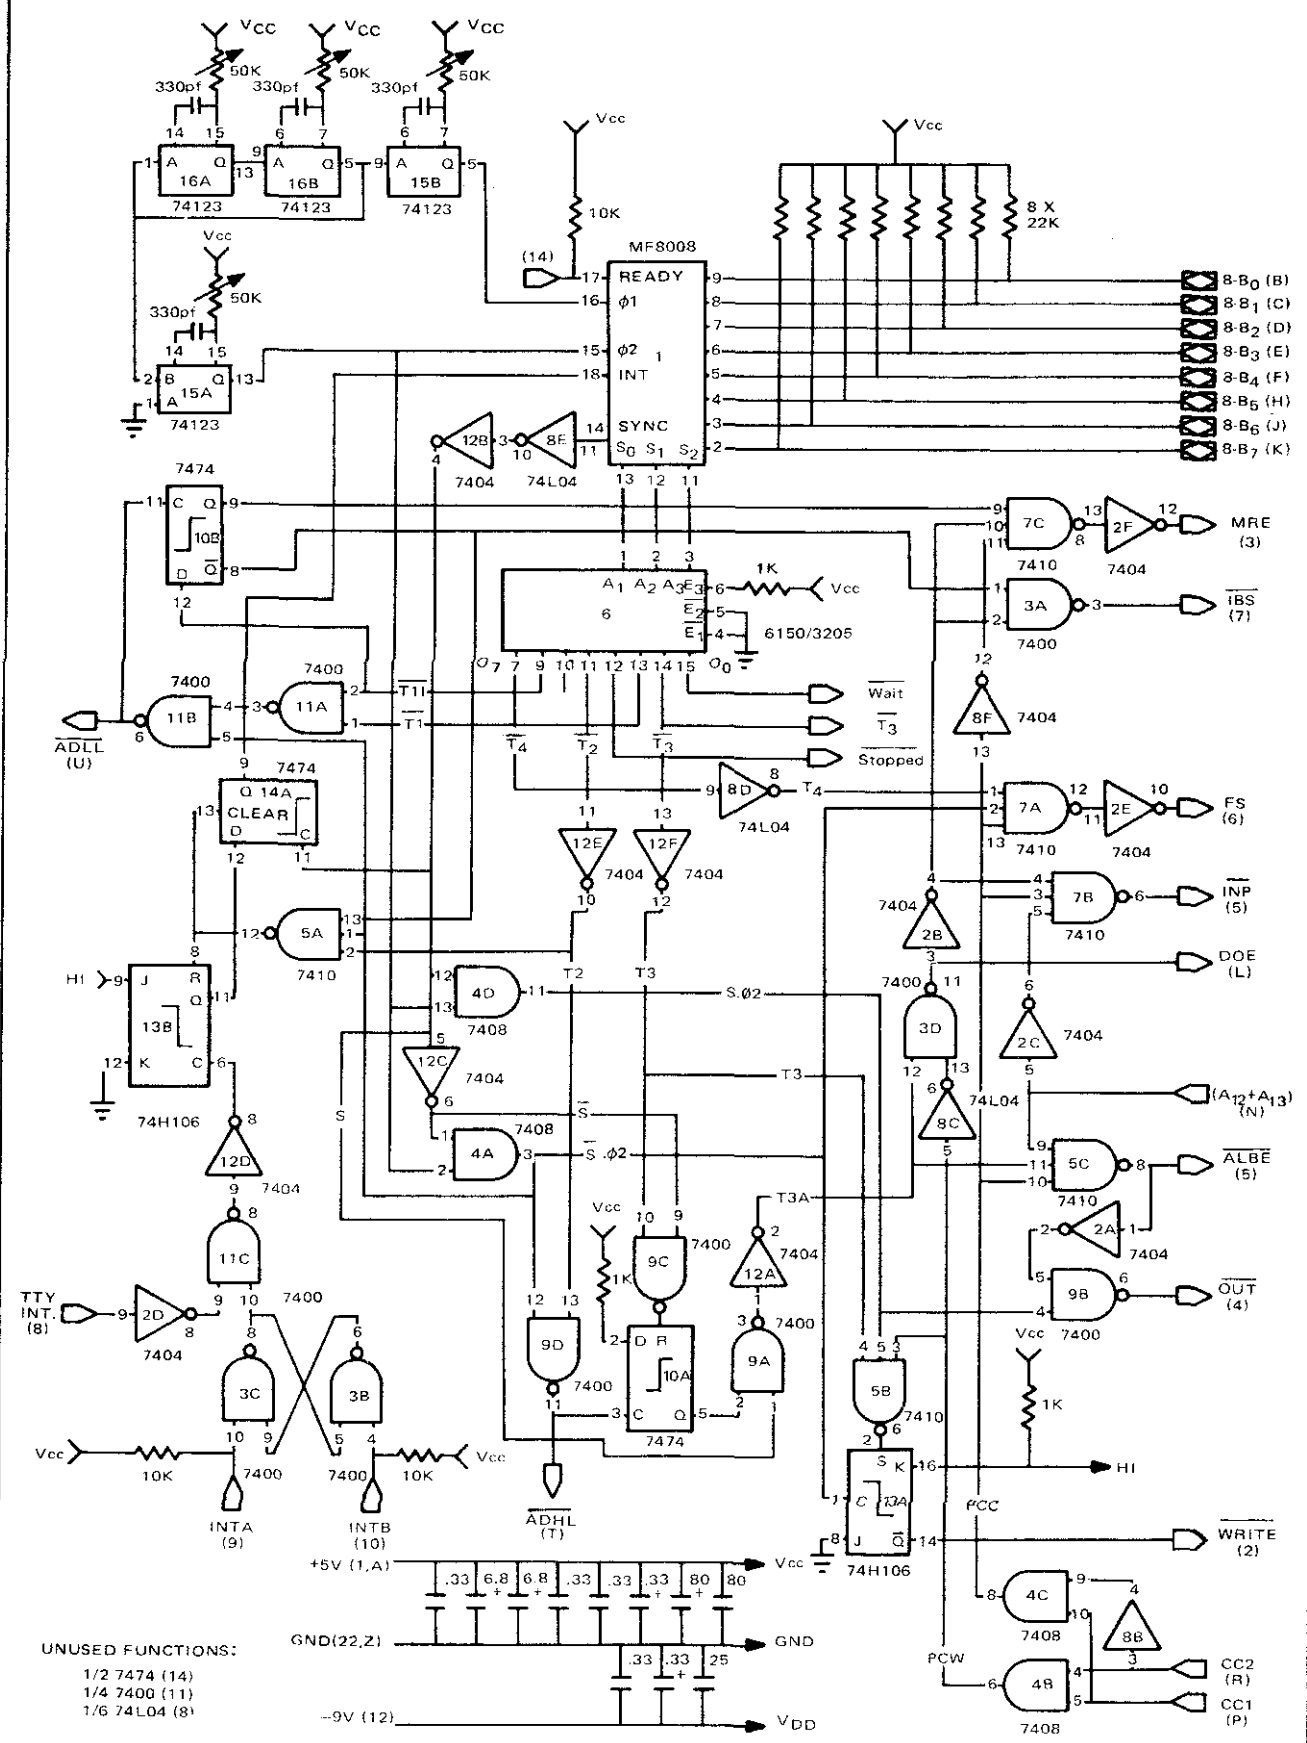 VCC VCC VCC
50K 50K 50K
330pf 330pf 330pf
14 15 6 7 6 7
1 A Q 13 9 A Q 5 9 A Q 5
16A 16B 15B
74123 74123 74123
Vcc
50K
330pf
14 15
2 B Q 13
1 A 15A
74123
Vcc
10K
(14)
Vcc
8 X
22K
MF8008
17 READY 9
16 φ1 8
7
15 φ2 1 6
18 INT 5
4
14 SYNC 3
S0 S1 S2 2
13 12 11
8-B0 (B)
8-B1 (C)
8-B2 (D)
8-B3 (E)
8-B4 (F)
8-B5 (H)
8-B6 (J)
8-B7 (K)
4 12B 3 10 8E 11
7404 74L04
7474
11 C Q 9
10B
D Q 8
12
1 2 3
A1 A2 A3 E3 6 1K Vcc
6 E2 5
E1 4
6150/3205
O7 7 9 10 11 12 13 14 15 O0
9
10 7C 8 13 2F 12 MRE
11 (3)
7410 7404
1
2 3A 3 IBS
(7)
7400
7400 7400
6 11B 4 3 11A 2 T1I
5 1 T1
ADLL
(U)
T4 T2 T3
Wait
T3
Stopped
12
8F 7404
13
9 7474
Q 14A
13 CLEAR
D C
12 11
9 8D 8 T4
74L04
1
2 7A 12 11 2E 10 FS
13 (6)
7410 7404
11 13
12E 12F
7404 7404
10 12
4
3 7B 6 INP
5 (5)
7410
4
7404 2B
3
12 5A 13
1
2
7410
T2 T3
DOE
(L)
8
HI 9 J R
Q 11
13B
12 K C 6
74H106
12 4D 11 S.φ2
13
7408
7400 11
3D
12 13
6
2C 7404
5
5
12C 7404
6
T3
6 74L04
8C
5
(A12+A13)
(N)
S S
8
12D 7404
9
1 4A 3 S .φ2
2
7408
9
11 5C 8 ALBE
10 (5)
7410
8
11C
9 10
7400
Vcc
1K
10 9
9C 7400
T3A
2
12A 7404
1
2 2A 1
7404
5
4 9B 6 OUT
(4)
7400
TTY
INT.
(8)
9 2D 8
7404
8 6
3C 3B
10 9 5 4
7400 7400
12 13
9D
7400
11
2 D R
10A
3 C Q 5
7474
3 7400
9A
2 1
4 5 3
5B
7410
6
Vcc
1K
Vcc 10K 10K Vcc
INTA
(9)
INTB
(10)
ADHL
(T)
2
S K 16 HI
1 C 13A
8 J Q 14 WRITE
(2)
74H106
PCC
+5V (1,A) Vcc
.33 6.8 + 6.8 + .33 .33 .33 + 80 + 80
GND(22,Z) GND
.33 .33 + 25
–9V (12) VDD
8 4C 9
10
7408
4
8B
3
PCW
6 4B 4
5
7408
CC2
(R)
CC1
(P)
UNUSED FUNCTIONS:
1/2 7474 (14)
1/4 7400 (11)
1/6 74L04 (8)